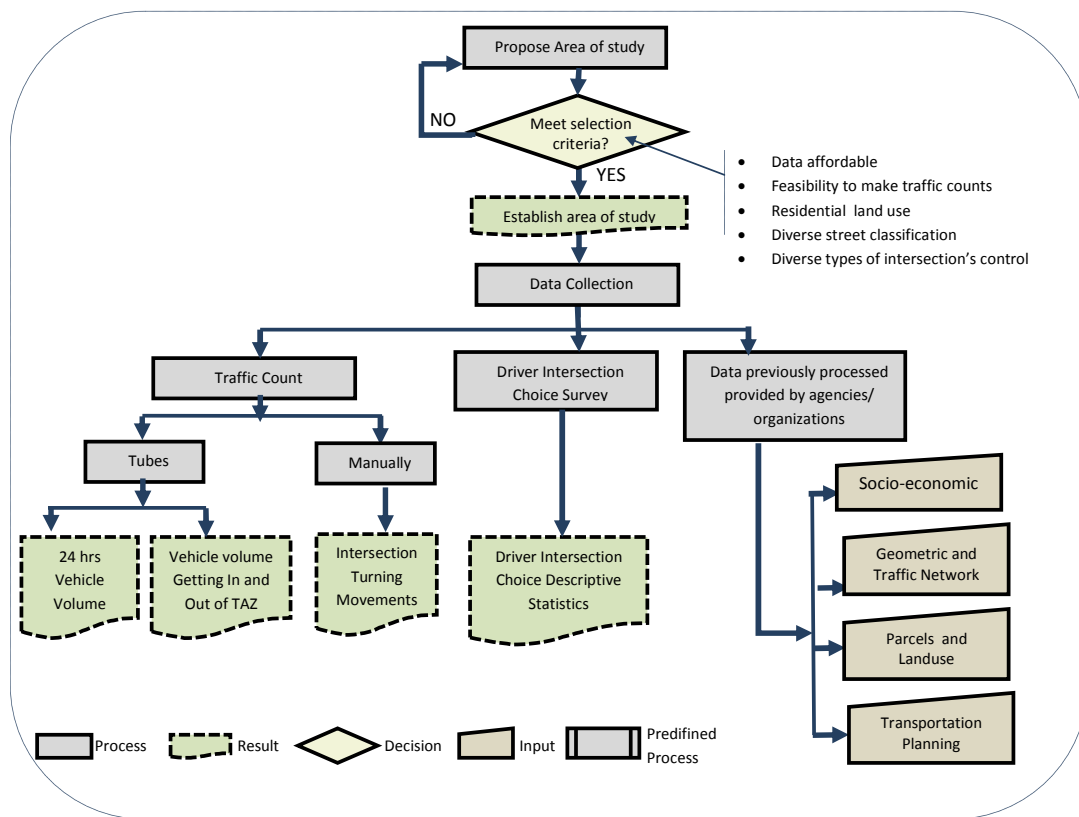 Propose Area of study
NO
Meet selection
criteria?
YES
• Data affordable
• Feasibility to make traffic counts
• Residential land use
• Diverse street classification
• Diverse types of intersection’s control
Establish area of study
Data Collection
Traffic Count
Driver Intersection
Choice Survey
Data previously processed
provided by agencies/
organizations
Tubes
Manually
24 hrs
Vehicle
Volume
Vehicle volume
Getting In and
Out of TAZ
Intersection
Turning
Movements
Driver Intersection
Choice Descriptive
Statistics
Socio-economic
Geometric and
Traffic Network
Parcels and
Landuse
Transportation
Planning
Process
Result
Decision
Input
Predifined
Process